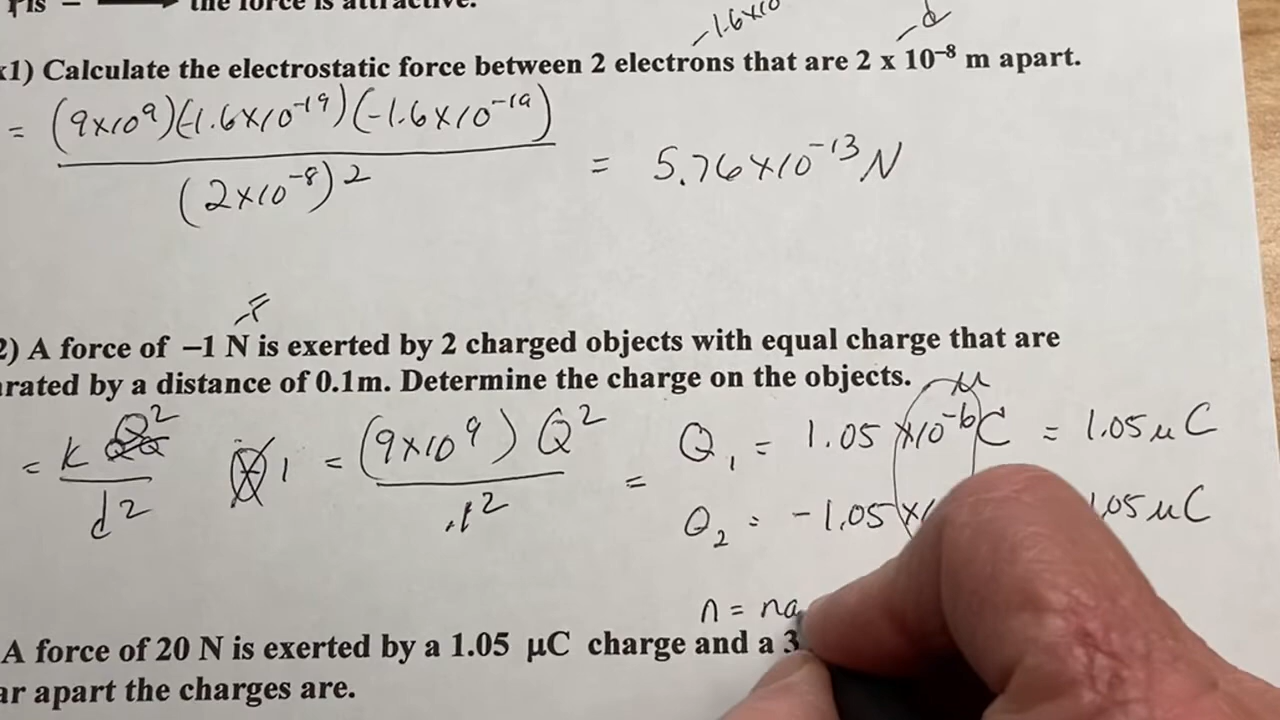 the force is attractive.
-1.6x10
-d
1) Calculate the electrostatic force between 2 electrons that are 2 x 10⁻⁸ m apart.
= (9x10⁹)(-1.6x10⁻¹⁹)(-1.6x10⁻¹⁹) / (2x10⁻⁸)² = 5.76x10⁻¹³ N
-F
2) A force of –1 N is exerted by 2 charged objects with equal charge that are
rated by a distance of 0.1m. Determine the charge on the objects.
μ
= k Q² / d² 1 = (9x10⁹) Q² / .1² = Q₁ = 1.05 x10⁻⁶C = 1.05 μC
Q₂ = -1.05 x1 .05 μC
n = na
A force of 20 N is exerted by a 1.05 μC charge and a 3
ar apart the charges are.